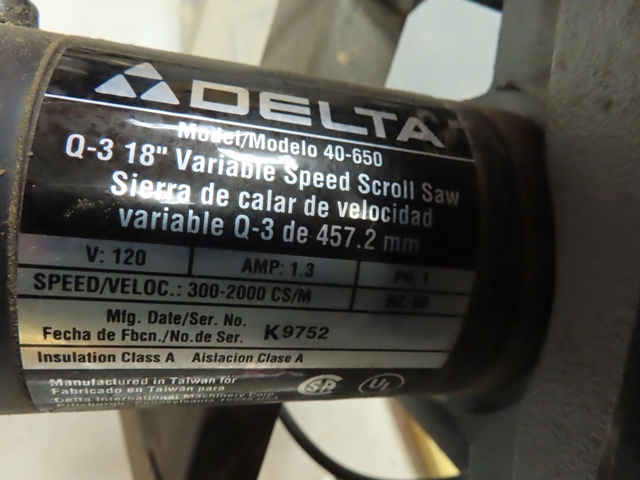 DELTA
Model/Modelo 40-650
Q-3 18" Variable Speed Scroll Saw
Sierra de calar de velocidad
variable Q-3 de 457.2 mm
V: 120 AMP: 1.3 PH: 1
SPEED/VELOC.: 300-2000 CS/M HZ: 60
Mfg. Date/Ser. No.
Fecha de Fbcn./No.de Ser. K9752
Insulation Class A Aislacion Clase A
Manufactured in Taiwan for
Fabricado en Taiwan para
Delta International Machinery Corp.
Pittsburgh, Pennsylvania
UL